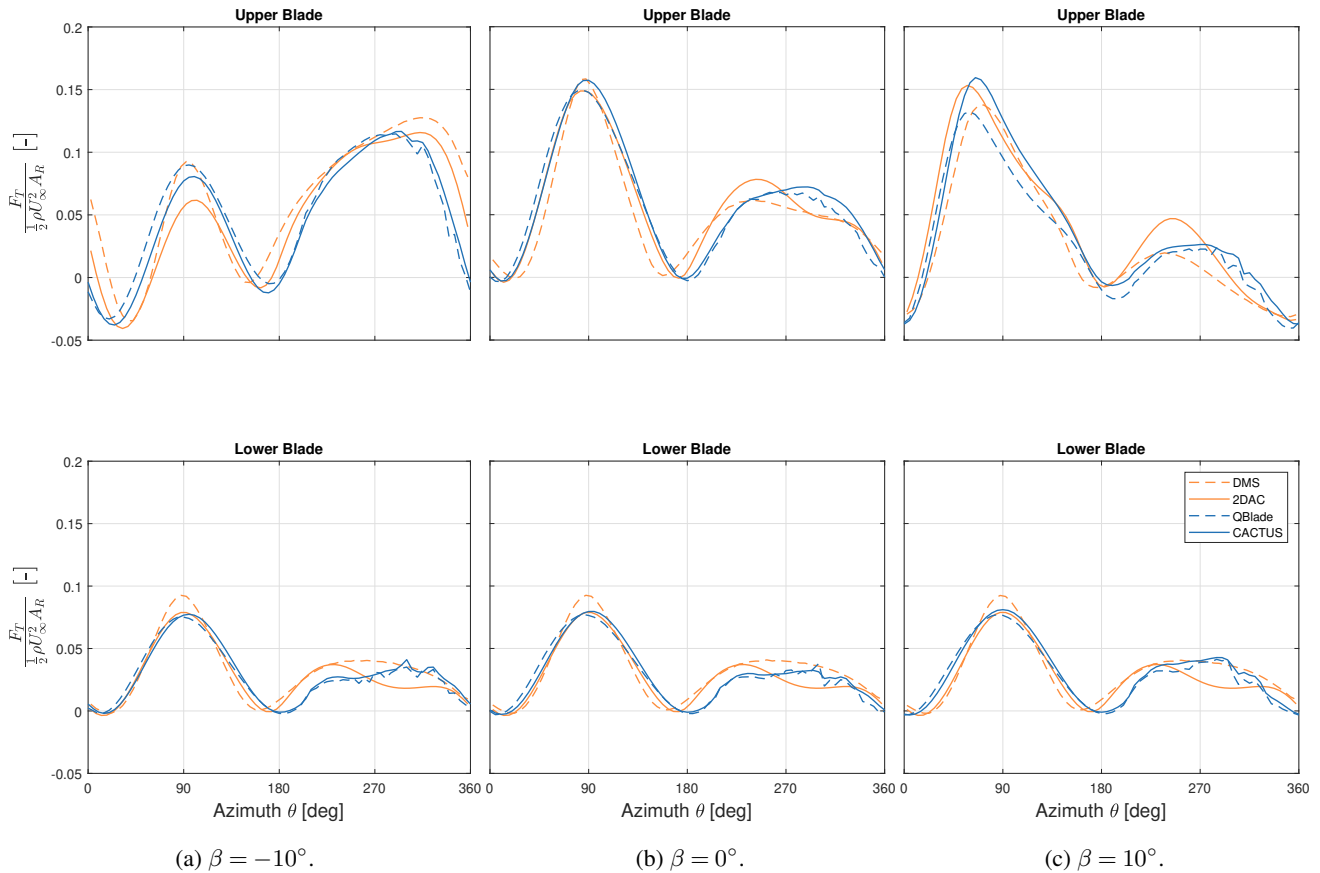 Upper Blade
Upper Blade
Upper Blade
0.2
0.15
0.1
0.05
0
-0.05
F_T / (1/2 ρU_∞^2 A_R) [-]
Lower Blade
Lower Blade
Lower Blade
0.2
0.15
0.1
0.05
0
-0.05
F_T / (1/2 ρU_∞^2 A_R) [-]
DMS
2DAC
QBlade
CACTUS
0 90 180 270 360
0 90 180 270 360
0 90 180 270 360
Azimuth θ [deg]
Azimuth θ [deg]
Azimuth θ [deg]
(a) β = −10°.
(b) β = 0°.
(c) β = 10°.